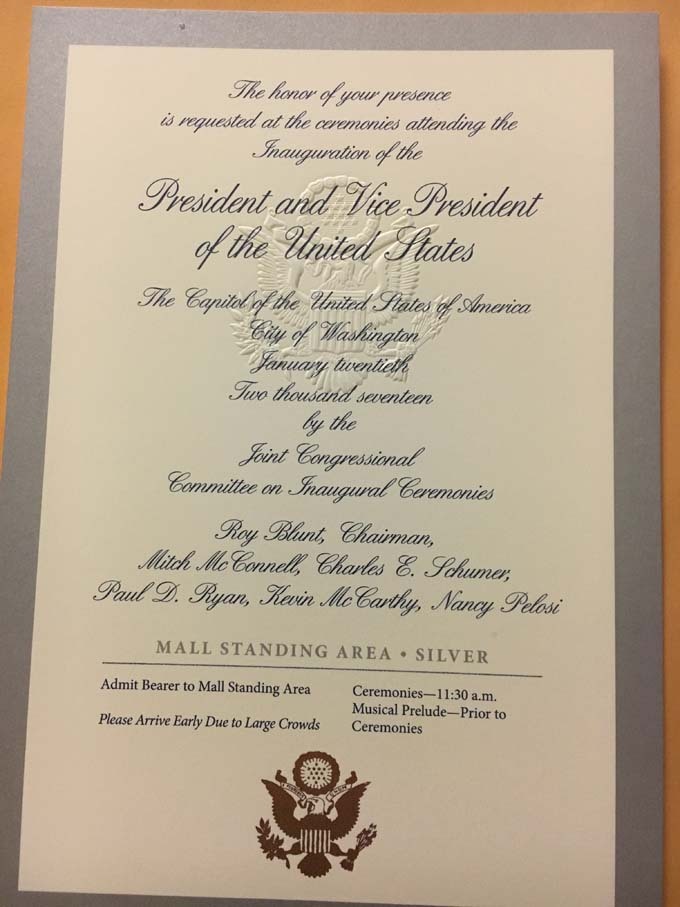 The honor of your presence
is requested at the ceremonies attending the
Inauguration of the
President and Vice President
of the United States
The Capitol of the United States of America
City of Washington
January twentieth
Two thousand seventeen
by the
Joint Congressional
Committee on Inaugural Ceremonies
Roy Blunt, Chairman,
Mitch McConnell, Charles E. Schumer,
Paul D. Ryan, Kevin McCarthy, Nancy Pelosi
MALL STANDING AREA • SILVER
Admit Bearer to Mall Standing Area
Please Arrive Early Due to Large Crowds
Ceremonies—11:30 a.m.
Musical Prelude—Prior to
Ceremonies